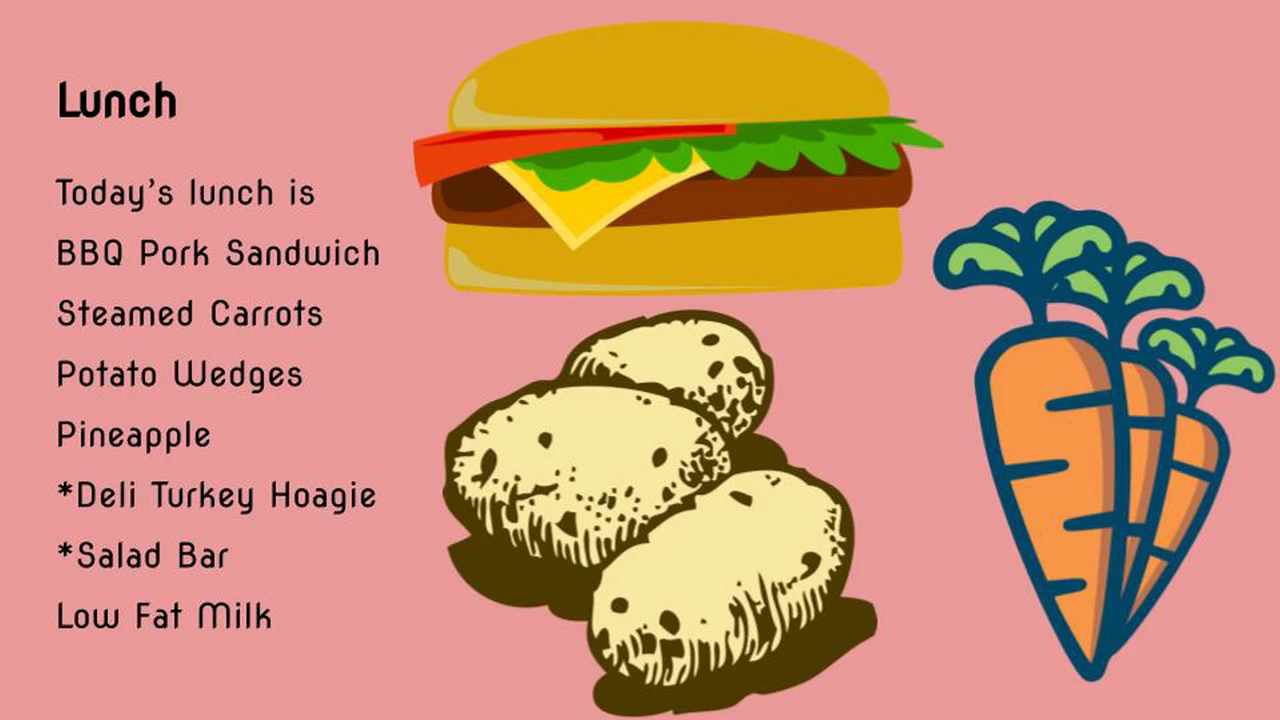 Lunch
Today's lunch is
BBQ Pork Sandwich
Steamed Carrots
Potato Wedges
Pineapple
*Deli Turkey Hoagie
*Salad Bar
Low Fat Milk